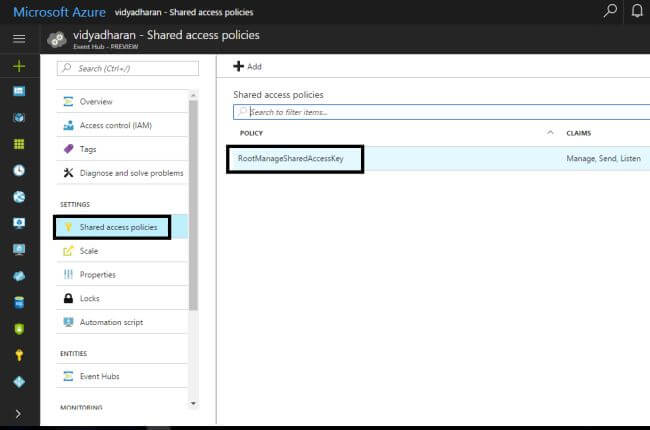 Microsoft Azure vidyadharan - Shared access policies
vidyadharan - Shared access policies
Event Hub - PREVIEW
Search (Ctrl+/)
Overview
Access control (IAM)
Tags
Diagnose and solve problems
SETTINGS
Shared access policies
Scale
Properties
Locks
Automation script
ENTITIES
Event Hubs
MONITORING
Add
Shared access policies
Search to filter items...
POLICY CLAIMS
RootManageSharedAccessKey Manage, Send, Listen